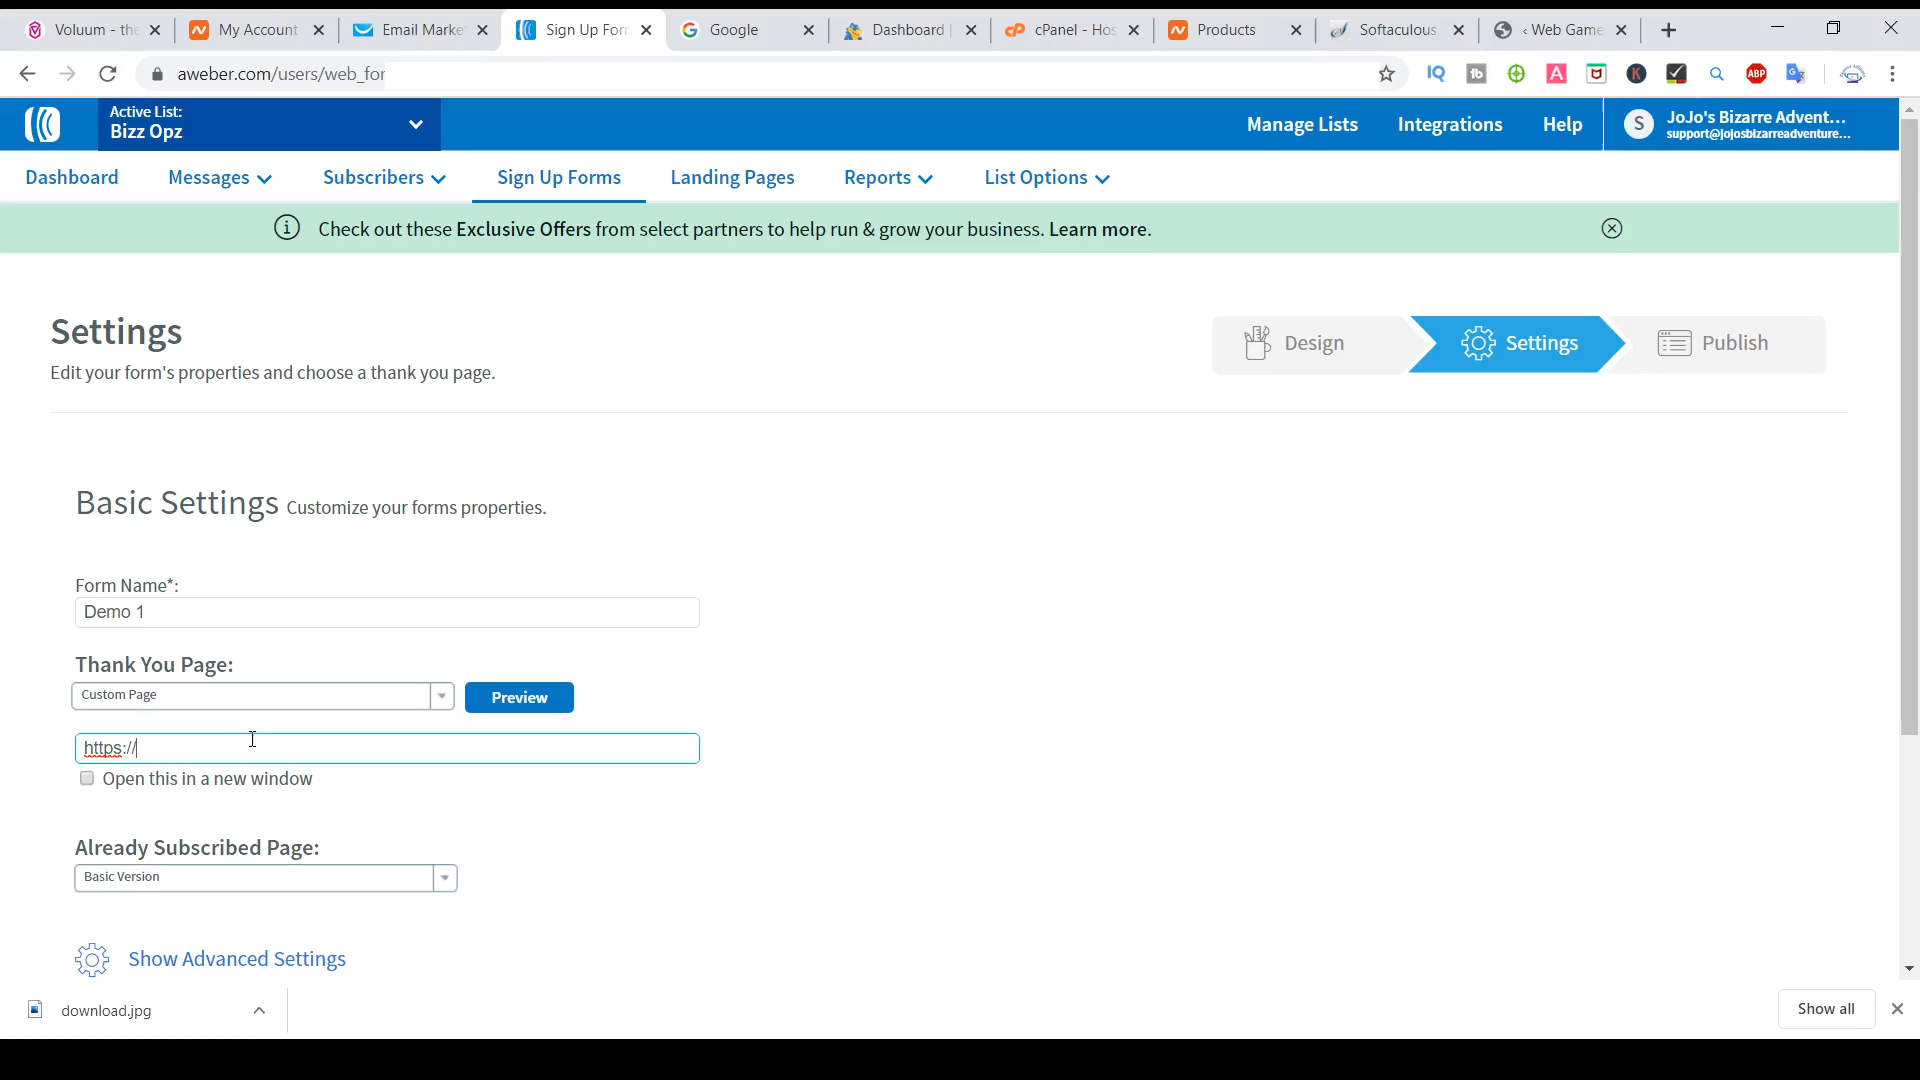 Voluum - the
My Account
Email Marke
Sign Up For
Google
Dashboard |
cPanel - Hos
Products
Softaculous
‹ Web Game
aweber.com/users/web_for
Active List:
Bizz Opz
Manage Lists
Integrations
Help
S
JoJo's Bizarre Advent...
support@jojosbizarreadventure...
Dashboard
Messages
Subscribers
Sign Up Forms
Landing Pages
Reports
List Options
Check out these Exclusive Offers from select partners to help run & grow your business. Learn more.
Settings
Edit your form's properties and choose a thank you page.
Design
Settings
Publish
Basic Settings Customize your forms properties.
Form Name*:
Demo 1
Thank You Page:
Custom Page
Preview
https://
Open this in a new window
Already Subscribed Page:
Basic Version
Show Advanced Settings
download.jpg
Show all